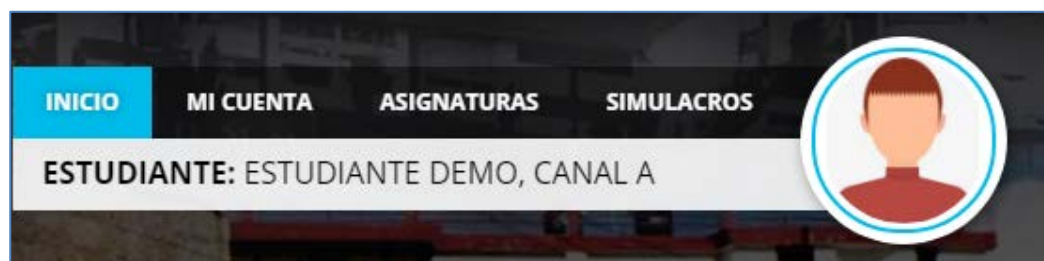 INICIO MI CUENTA ASIGNATURAS SIMULACROS
ESTUDIANTE: ESTUDIANTE DEMO, CANAL A